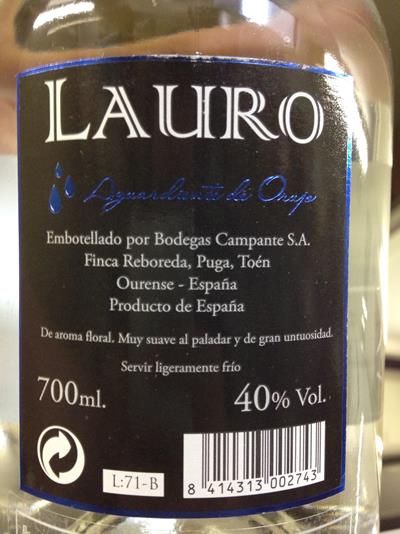 LAURO
Aguardiente de Orujo
Embotellado por Bodegas Campante S.A.
Finca Reboreda, Puga, Toén
Ourense - España
Producto de España
De aroma floral. Muy suave al paladar y de gran untuosidad.
Servir ligeramente frío
700ml. 40% Vol.
L:71-B
8 414313 002743